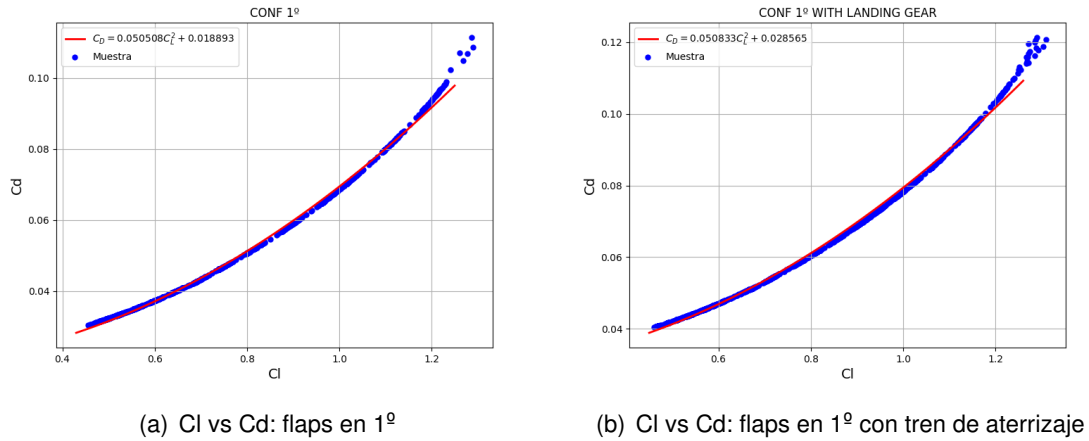 CONF 1º
C_D = 0.050508C_L^2 + 0.018893
Muestra
0.10
0.08
0.06
0.04
Cd
0.4 0.6 0.8 1.0 1.2
Cl
(a) Cl vs Cd: flaps en 1º
CONF 1º WITH LANDING GEAR
C_D = 0.050833C_L^2 + 0.028565
Muestra
0.12
0.10
0.08
0.06
0.04
Cd
0.6 0.8 1.0 1.2
Cl
(b) Cl vs Cd: flaps en 1º con tren de aterrizaje